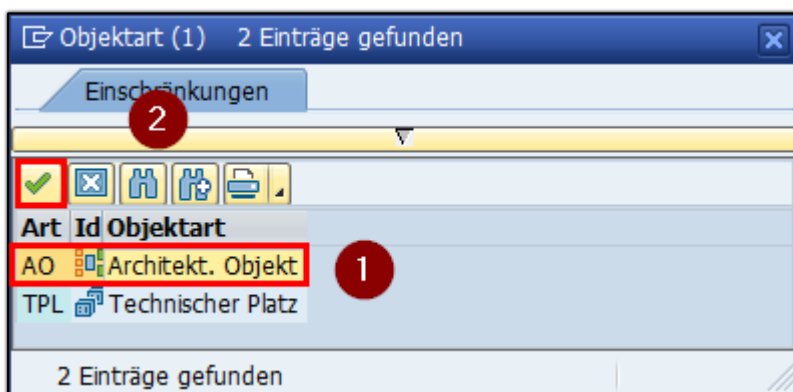 Objektart (1) 2 Einträge gefunden
Einschränkungen
2
Art Id Objektart
AO Architekt. Objekt
1
TPL Technischer Platz
2 Einträge gefunden